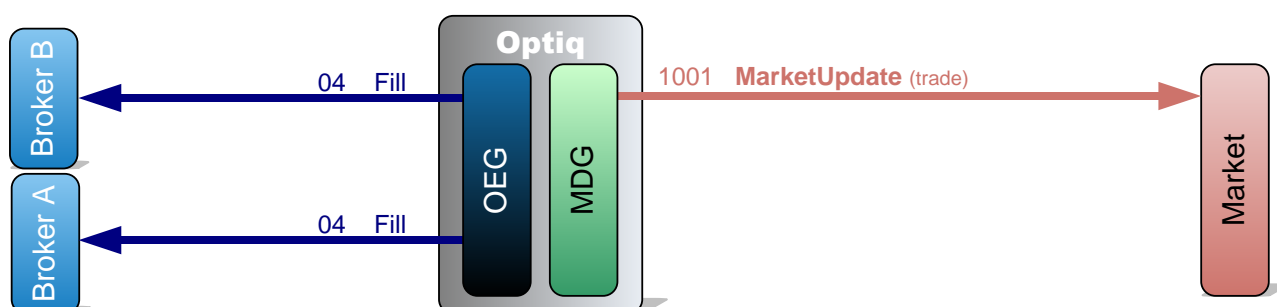 Optiq
Broker B
04 Fill
1001 MarketUpdate (trade)
OEG
MDG
Market
Broker A
04 Fill